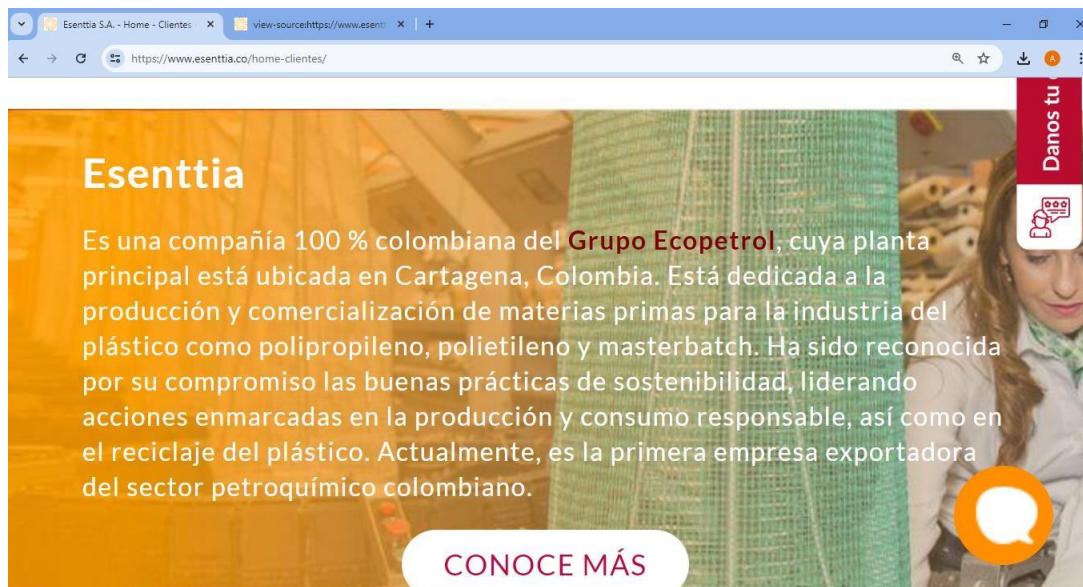 Esenttia S.A. - Home - Clientes
view-source:https://www.esentt
https://www.esenttia.co/home-clientes/
A
Danos tu
Esenttia
Es una compañía 100 % colombiana del Grupo Ecopetrol, cuya planta
principal está ubicada en Cartagena, Colombia. Está dedicada a la
producción y comercialización de materias primas para la industria del
plástico como polipropileno, polietileno y masterbatch. Ha sido reconocida
por su compromiso las buenas prácticas de sostenibilidad, liderando
acciones enmarcadas en la producción y consumo responsable, así como en
el reciclaje del plástico. Actualmente, es la primera empresa exportadora
del sector petroquímico colombiano.
CONOCE MÁS